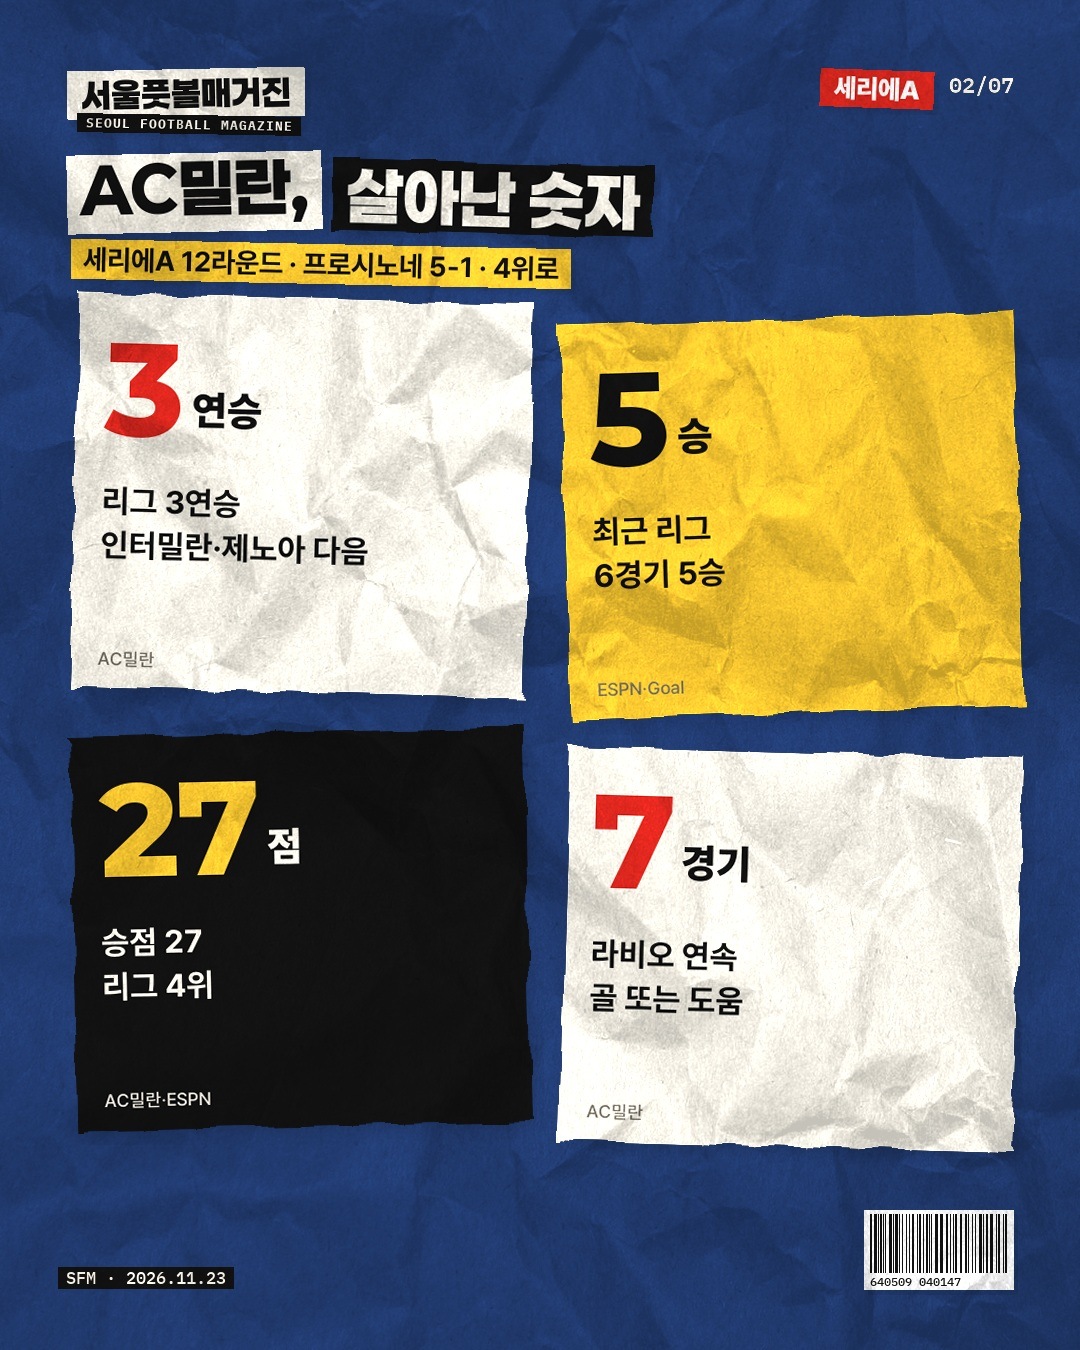 서울풋볼매거진
SEOUL FOOTBALL MAGAZINE
세리에A
02/07
AC밀란, 살아난 숫자
세리에A 12라운드 · 프로시노네 5-1 · 4위로
3 연승
리그 3연승
인터밀란·제노아 다음
AC밀란
5 승
최근 리그
6경기 5승
ESPN·Goal
27 점
승점 27
리그 4위
AC밀란·ESPN
7 경기
라비오 연속
골 또는 도움
AC밀란
SFM · 2026.11.23
640509 040147